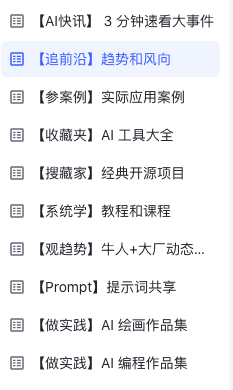 【AI快讯】 3 分钟速看大事件
【追前沿】趋势和风向
【参案例】实际应用案例
【收藏夹】AI 工具大全
【搜藏家】经典开源项目
【系统学】教程和课程
【观趋势】牛人+大厂动态...
【Prompt】提示词共享
【做实践】AI 绘画作品集
【做实践】AI 编程作品集